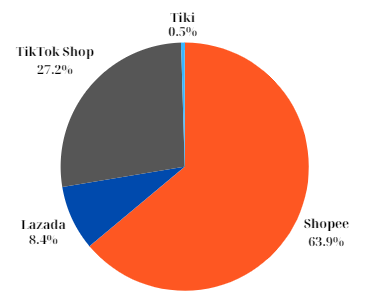 Tiki
0.5%
TikTok Shop
27.2%
Lazada
8.4%
Shopee
63.9%